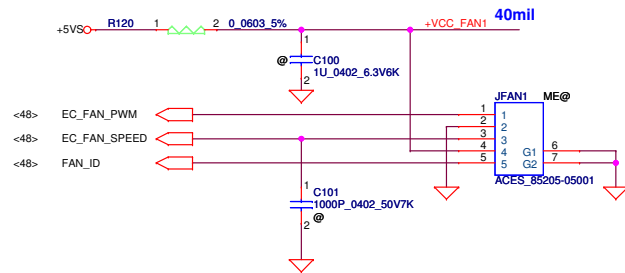 40mil
+5VS R120 1 2 0_0603_5% +VCC_FAN1
1
@ C100
1U_0402_6.3V6K
2
JFAN1 ME@
<48> EC_FAN_PWM 1 1
2 2
<48> EC_FAN_SPEED 3 3
4 4 G1 6
<48> FAN_ID 5 5 G2 7
ACES_85205-05001
1
C101
1000P_0402_50V7K
@
2